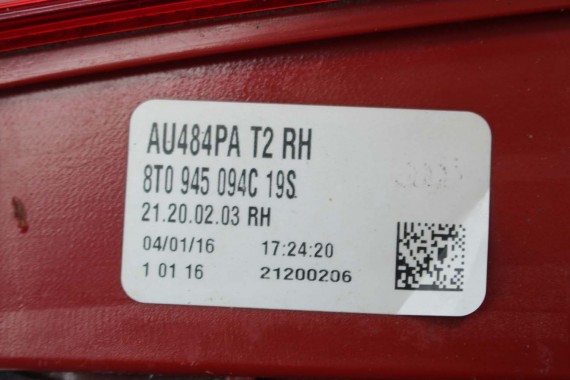 AU484PA T2 RH
8T0 945 094C 19S
21.20.02.03 RH
04/01/16 17:24:20
1 01 16 21200206